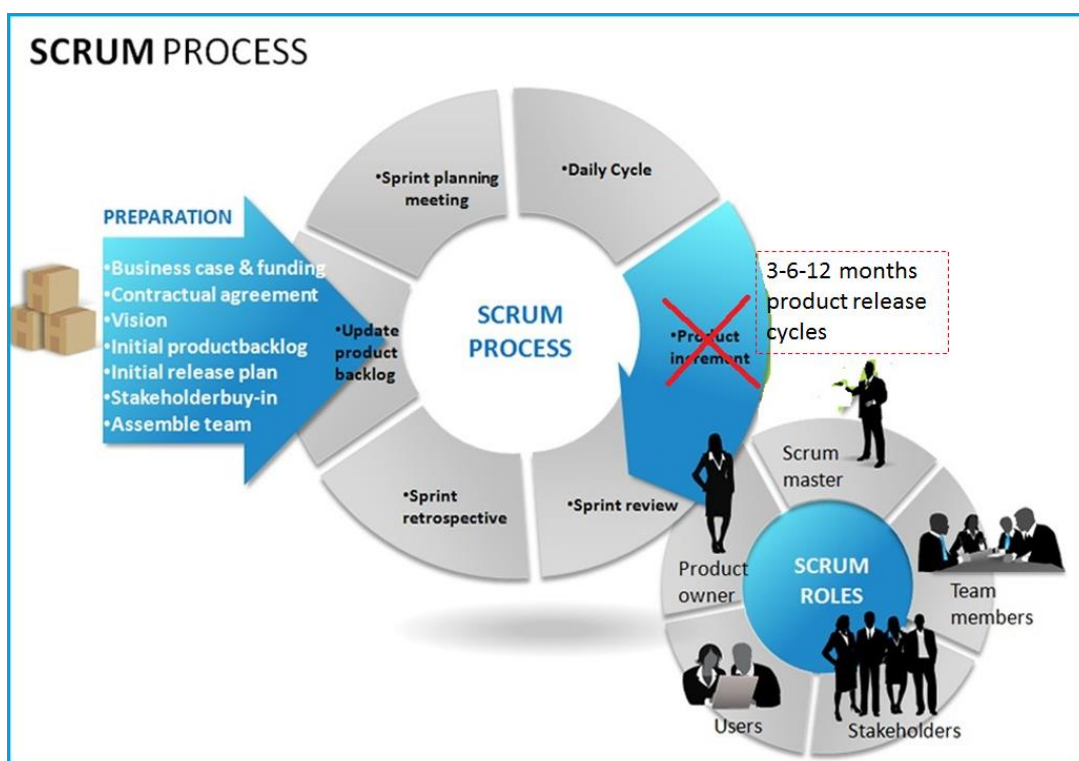 SCRUM PROCESS
PREPARATION
•Business case & funding
•Contractual agreement
•Vision
•Initial productbacklog
•Initial release plan
•Stakeholderbuy-in
•Assemble team
•Sprint planning
meeting
•Daily Cycle
•Update
product
backlog
SCRUM
PROCESS
•Product
increment
3-6-12 months
product release
cycles
•Sprint
retrospective
•Sprint review
Scrum
master
Product
owner
SCRUM
ROLES
Team
members
Users
Stakeholders